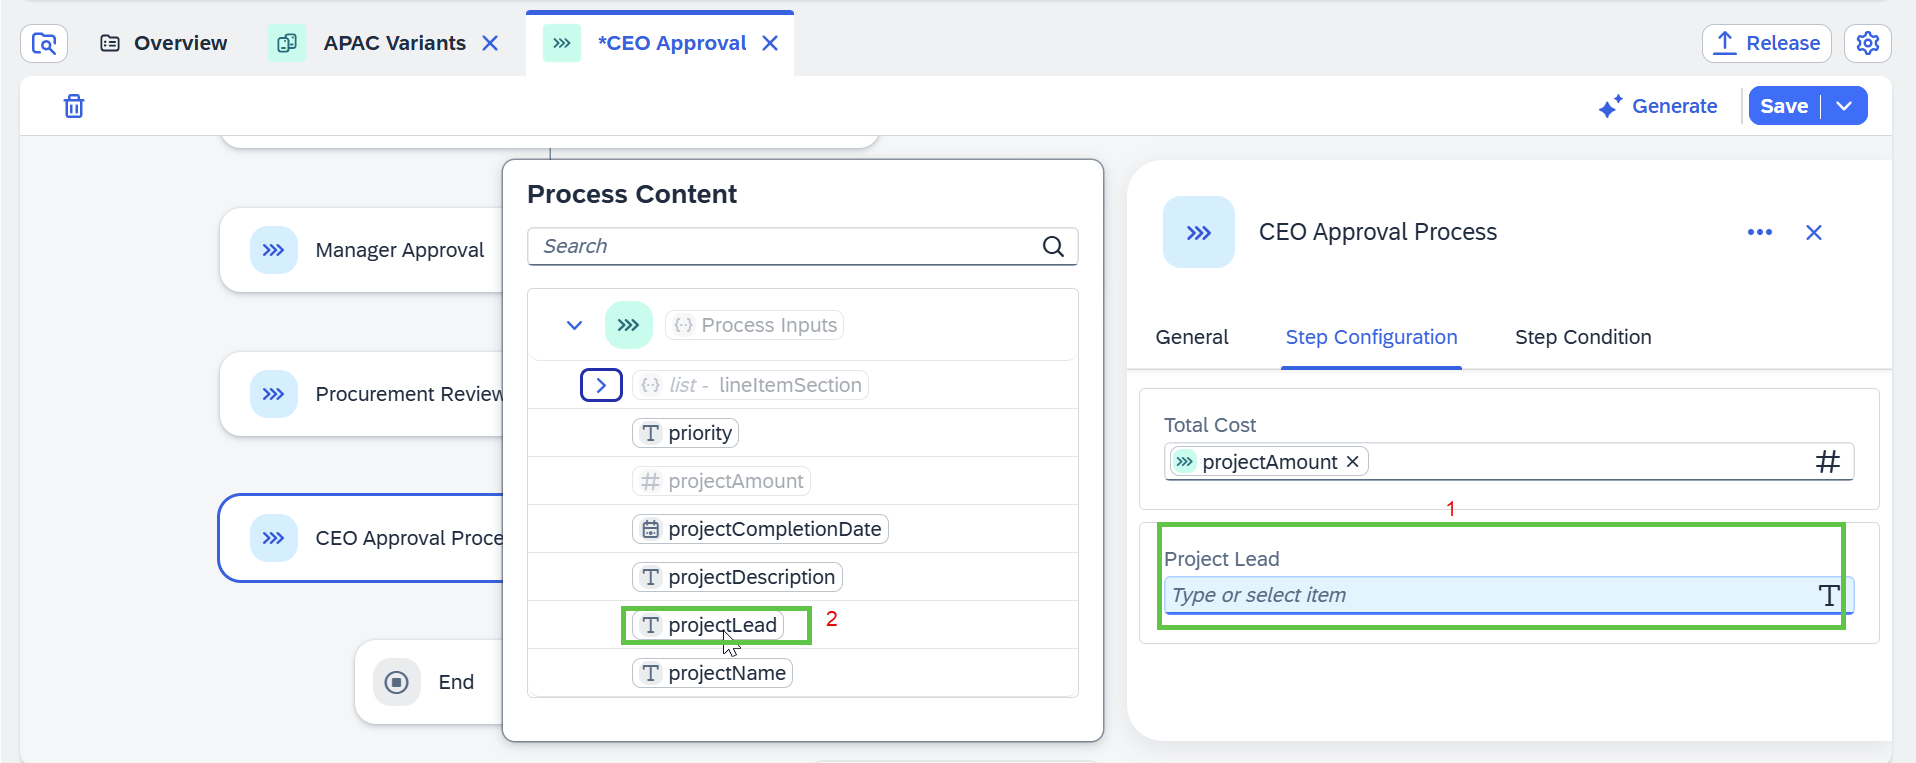 Overview
APAC Variants
*CEO Approval
Release
Generate
Save
Manager Approval
Procurement Review
CEO Approval Proce
End
Process Content
Search
Process Inputs
list - lineItemSection
priority
projectAmount
projectCompletionDate
projectDescription
projectLead
2
projectName
CEO Approval Process
General
Step Configuration
Step Condition
Total Cost
projectAmount
1
Project Lead
Type or select item